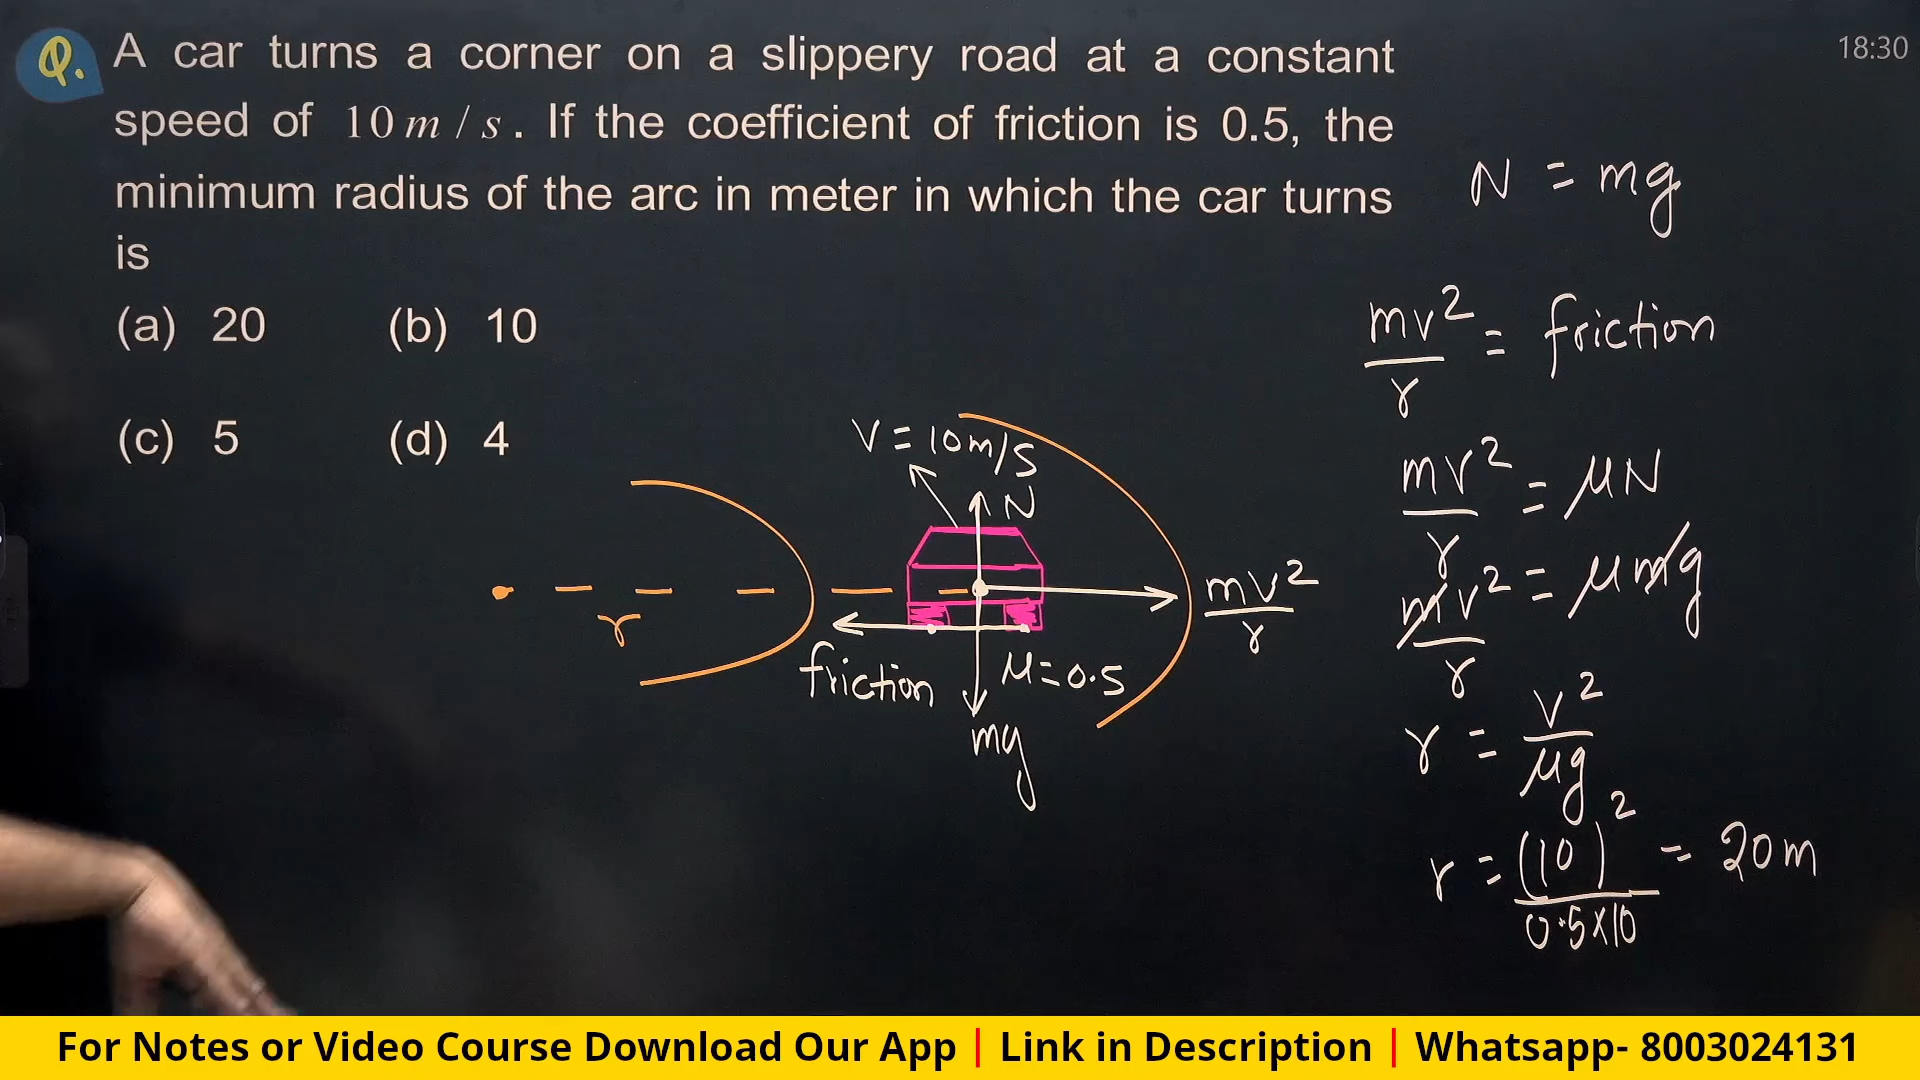 Q. A car turns a corner on a slippery road at a constant
speed of 10 m / s. If the coefficient of friction is 0.5, the
minimum radius of the arc in meter in which the car turns
is
(a) 20 (b) 10
(c) 5 (d) 4
18:30
N = mg
mv²/r = friction
mv²/r = μN
mv²/r = μmg
r = v²/μg
r = (10)²/0.5×10 = 20m
V = 10m/s
N
mv²/r
r
friction
μ=0.5
mg
For Notes or Video Course Download Our App | Link in Description | Whatsapp- 8003024131